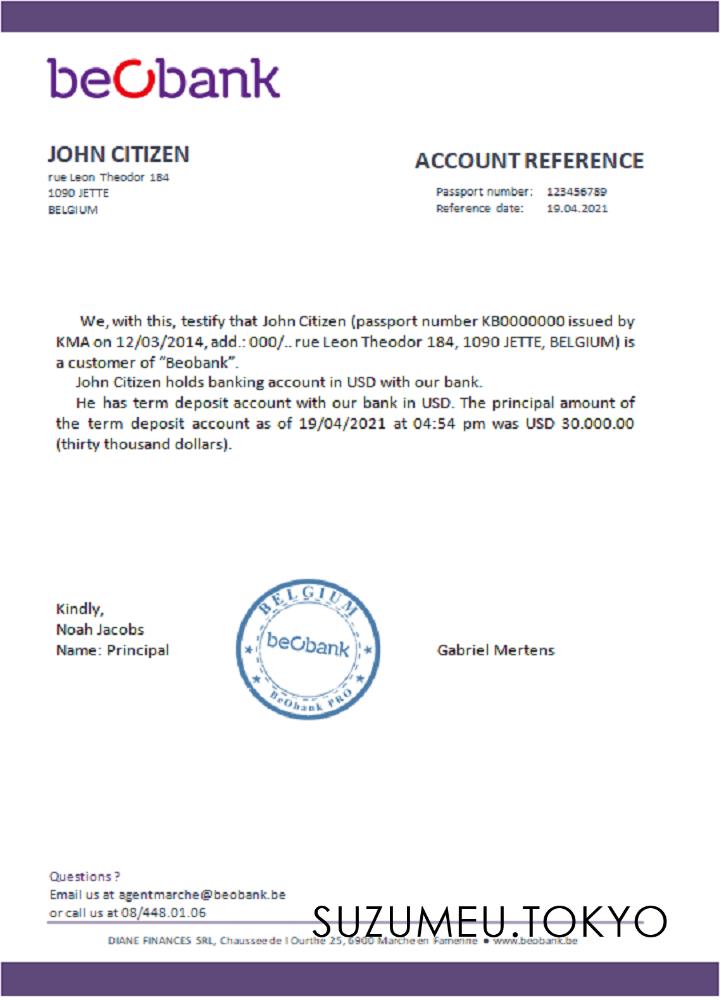 beObank
JOHN CITIZEN
rue Leon Theodor 184
1090 JETTE
BELGIUM
ACCOUNT REFERENCE
Passport number: 123456789
Reference date: 19.04.2021
We, with this, testify that John Citizen (passport number KB0000000 issued by
KMA on 12/03/2014, add.: 000/.. rue Leon Theodor 184, 1090 JETTE, BELGIUM) is
a customer of “Beobank”.
John Citizen holds banking account in USD with our bank.
He has term deposit account with our bank in USD. The principal amount of
the term deposit account as of 19/04/2021 at 04:54 pm was USD 30.000.00
(thirty thousand dollars).
Kindly,
Noah Jacobs
Name: Principal
BELGIUM
beObank
BeObank PRO
Gabriel Mertens
Questions?
Email us at agentmarche@beobank.be
or call us at 08/448.01.06
SUZUMEU.TOKYO
DIANE FINANCES SRL, Chaussee de l Ourthe 25, 6900 Marche en Famenne • www.beobank.be